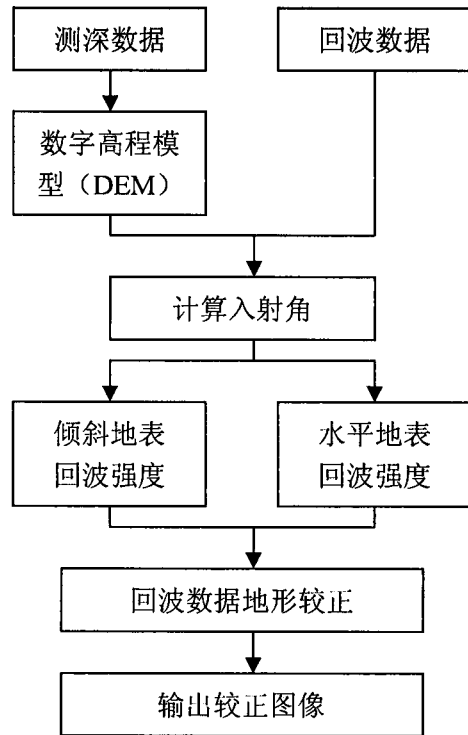 测深数据
回波数据
数字高程模
型（DEM）
计算入射角
倾斜地表
回波强度
水平地表
回波强度
回波数据地形较正
输出较正图像